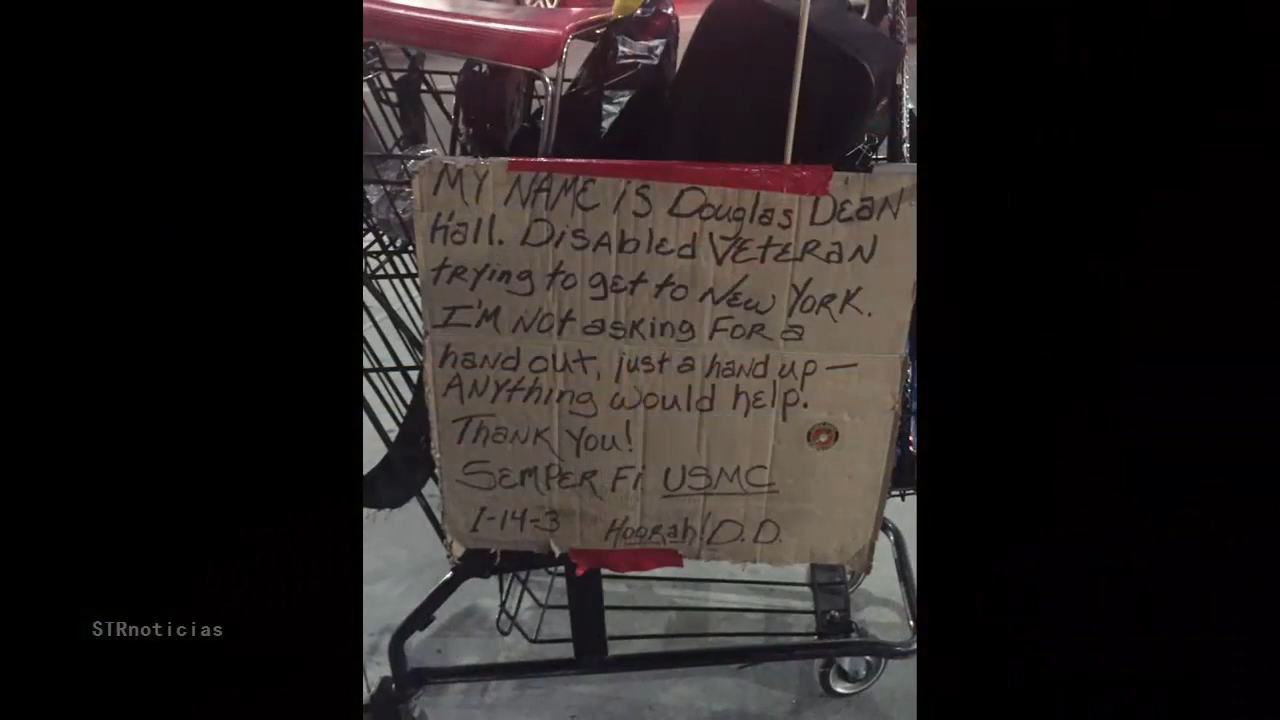 MY NAME iS Douglas DEaN
Hall. DiSAblEd VETERAN
trying to gEt to NEW YORK.
I'M Not asKing FOR a
haNd out, just a haNd up —
ANYthing would hElp.
ThaNK You!
SEMPER Fi USMC
1-14-3 HooRah! D.D.
STRnoticias